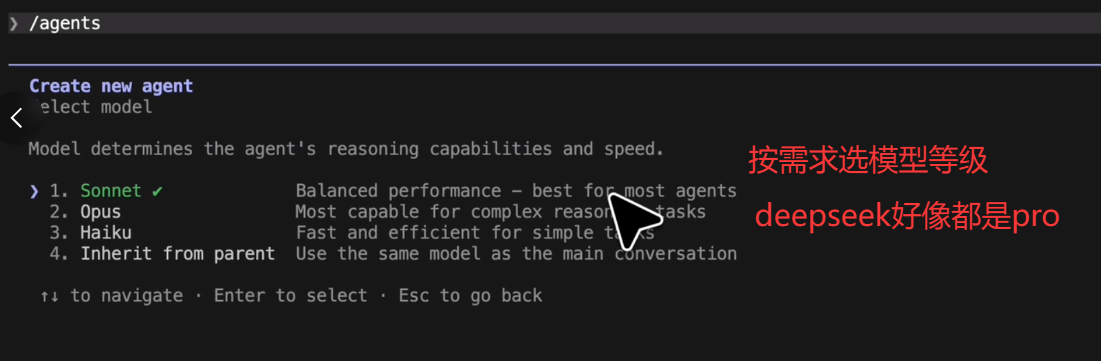 ❯ /agents
Create new agent
elect model
Model determines the agent's reasoning capabilities and speed.
❯ 1. Sonnet ✔ Balanced performance – best for most agents
2. Opus Most capable for complex reason tasks
3. Haiku Fast and efficient for simple
4. Inherit from parent Use the same model as the main conversation
↑↓ to navigate · Enter to select · Esc to go back
按需求选模型等级
deepseek好像都是pro